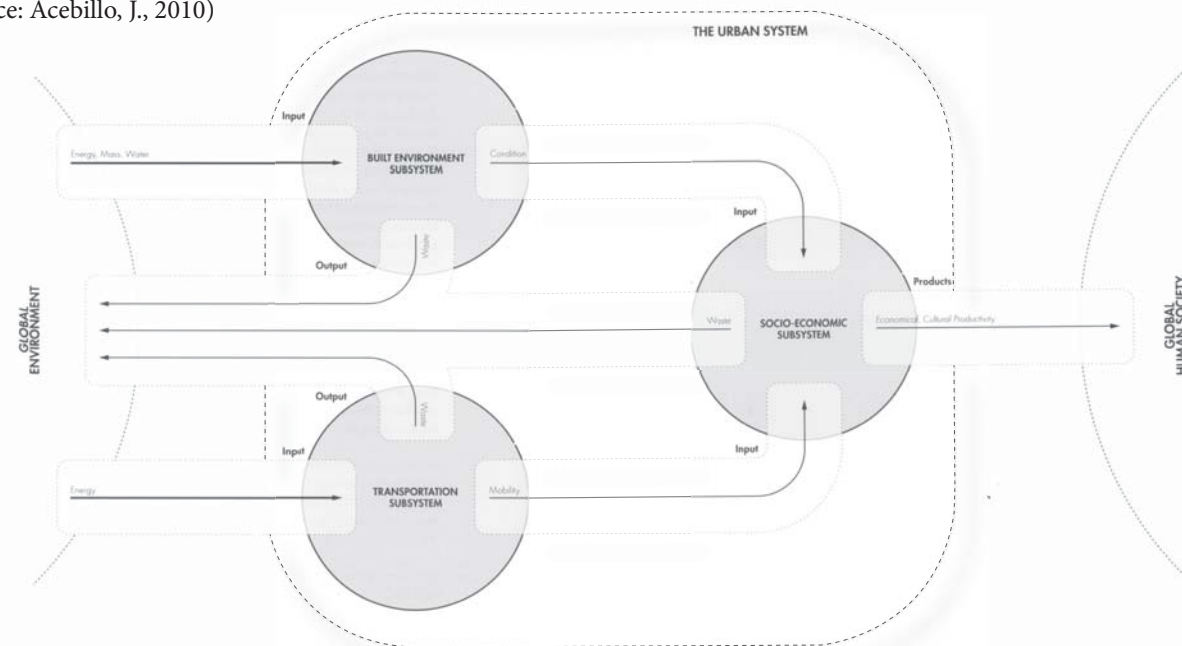 ce: Acebillo, J., 2010)
THE URBAN SYSTEM
Input
Energy, Mass, Water
BUILT ENVIRONMENT
SUBSYSTEM
Condition
Waste
Output
Input
Products
GLOBAL
ENVIRONMENT
Waste
SOCIO-ECONOMIC
SUBSYSTEM
Economical, Cultural Productivity
GLOBAL
HUMAN SOCIETY
Output
Waste
Input
Input
Energy
TRANSPORTATION
SUBSYSTEM
Mobility